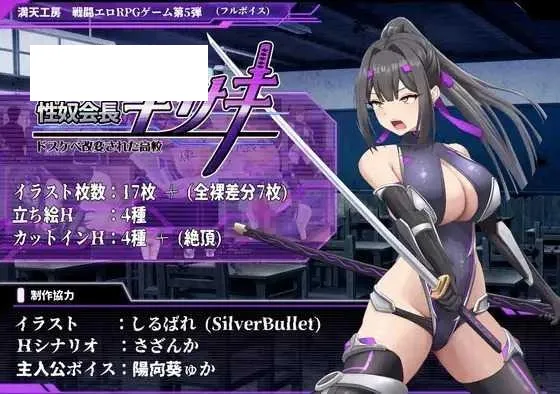 満天工房 戦闘エロRPGゲーム第5弾 (フルボイス)
性奴会長キサキ
ドスケベ改変された高校
イラスト枚数:17枚 + (全裸差分7枚)
立ち絵H :4種
カットインH:4種 + (絶頂)
制作協力
イラスト :しるばれ (SilverBullet)
Hシナリオ :さざんか
主人公ボイス:陽向葵ゅか